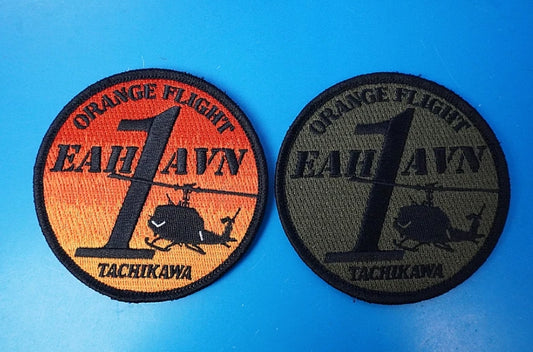 ORANGE FLIGHT
EAH 1 AVN
TACHIKAWA
ORANGE FLIGHT
EAH 1 AVN
TACHIKAWA